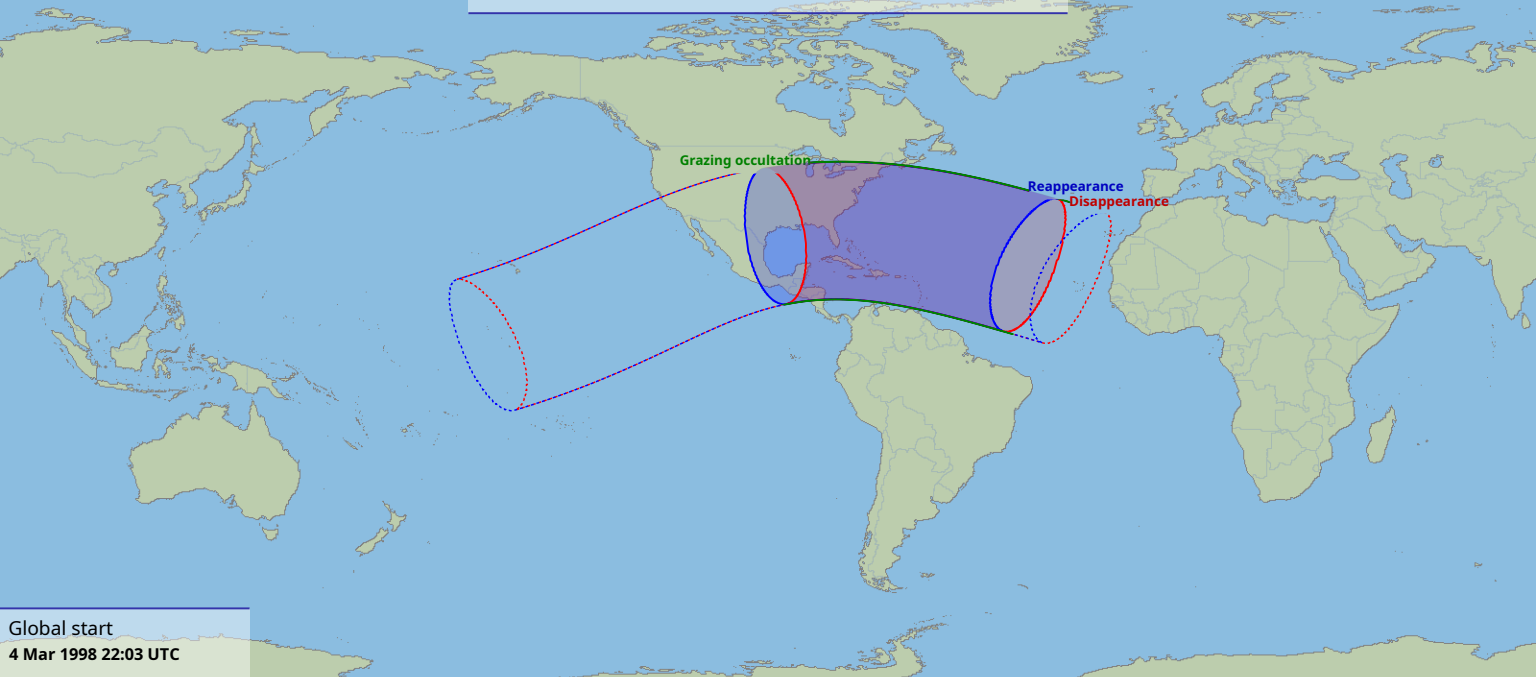 Grazing occultation
Reappearance
Disappearance
Global start
4 Mar 1998 22:03 UTC